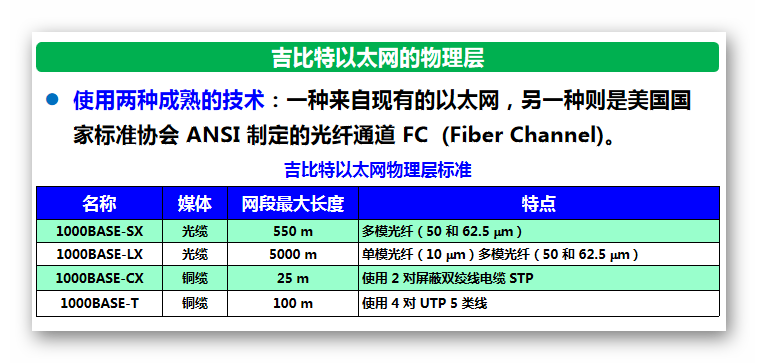 吉比特以太网的物理层
● 使用两种成熟的技术：一种来自现有的以太网，另一种则是美国国
家标准协会 ANSI 制定的光纤通道 FC (Fiber Channel)。
吉比特以太网物理层标准
名称 媒体 网段最大长度 特点
1000BASE-SX 光缆 550 m 多模光纤（50 和 62.5 μm）
1000BASE-LX 光缆 5000 m 单模光纤（10 μm）多模光纤（50 和 62.5 μm）
1000BASE-CX 铜缆 25 m 使用 2 对屏蔽双绞线电缆 STP
1000BASE-T 铜缆 100 m 使用 4 对 UTP 5 类线